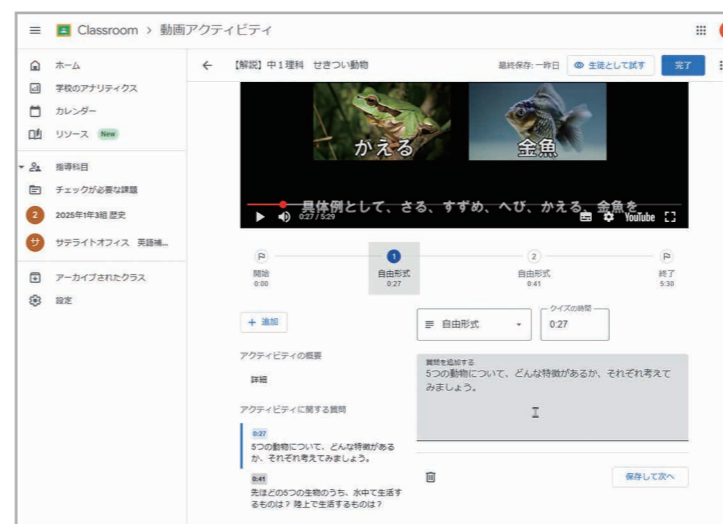 Classroom > 動画アクティビティ
ホーム
学校のアナリティクス
カレンダー
リソース New
指導科目
チェックが必要な課題
2 2025年1年3組 歴史
サ サテライトオフィス 英語補...
アーカイブされたクラス
設定
【解説】中1理科 せきつい動物
最終保存: 一昨日 生徒として試す 完了
かえる 金魚
具体例として、さる、すずめ、へび、かえる、金魚を
0:27 / 5:29 YouTube
1 2
開始 自由形式 自由形式 終了
0:00 0:27 0:41 5:30
+ 追加
自由形式
クイズの時間
0:27
アクティビティの概要
詳細
アクティビティに関する質問
0:27
5つの動物について、どんな特徴がある
か、それぞれ考えてみましょう。
0:41
先ほどの5つの生物のうち、水中で生活す
るものは？ 陸上で生活するものは？
質問を追加する
5つの動物について、どんな特徴があるか、それぞれ考えて
みましょう。
保存して次へ